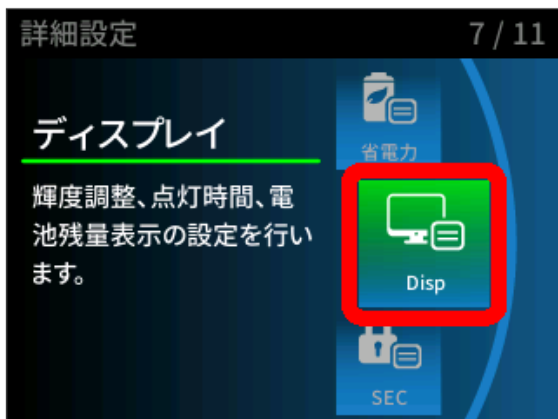 詳細設定 7 / 11
省電力
ディスプレイ
輝度調整、点灯時間、電
池残量表示の設定を行い
ます。
Disp
SEC